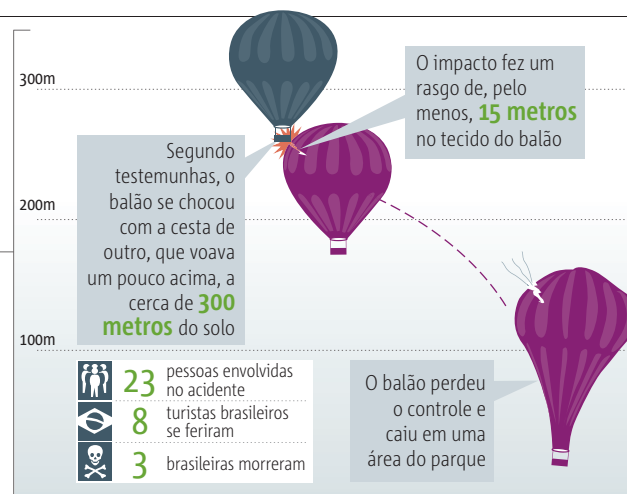 300m
200m
100m
O impacto fez um
rasgo de, pelo
menos, 15 metros
no tecido do balão
Segundo
testemunhas, o
balão se chocou
com a cesta de
outro, que voava
um pouco acima, a
cerca de 300
metros do solo
O balão perdeu
o controle e
caiu em uma
área do parque
23 pessoas envolvidas
no acidente
8 turistas brasileiros
se feriram
3 brasileiras morreram